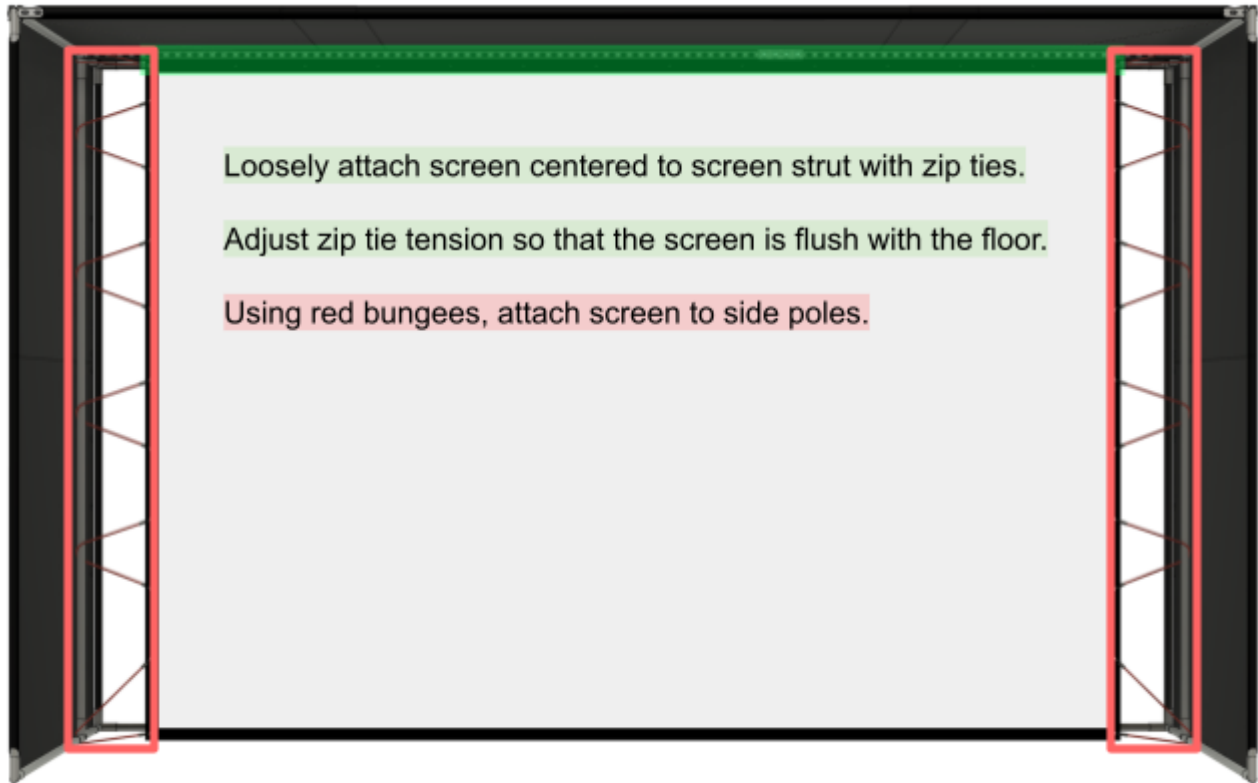 Loosely attach screen centered to screen strut with zip ties.
Adjust zip tie tension so that the screen is flush with the floor.
Using red bungees, attach screen to side poles.